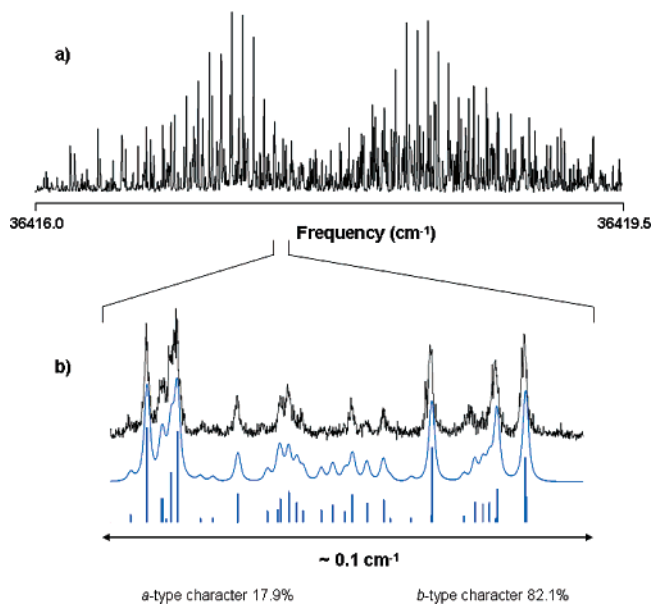 a)
36416.0 36419.5
Frequency (cm-1)
b)
~ 0.1 cm-1
a-type character 17.9% b-type character 82.1%